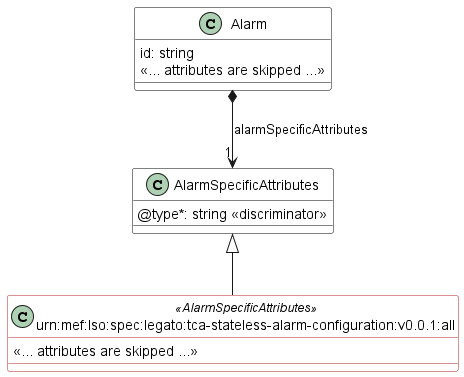 C Alarm
id: string
«... attributes are skipped ...»
alarmSpecificAttributes
1
C AlarmSpecificAttributes
@type*: string «discriminator»
«AlarmSpecificAttributes»
C urn:mef:lso:spec:legato:tca-stateless-alarm-configuration:v0.0.1:all
«... attributes are skipped ...»